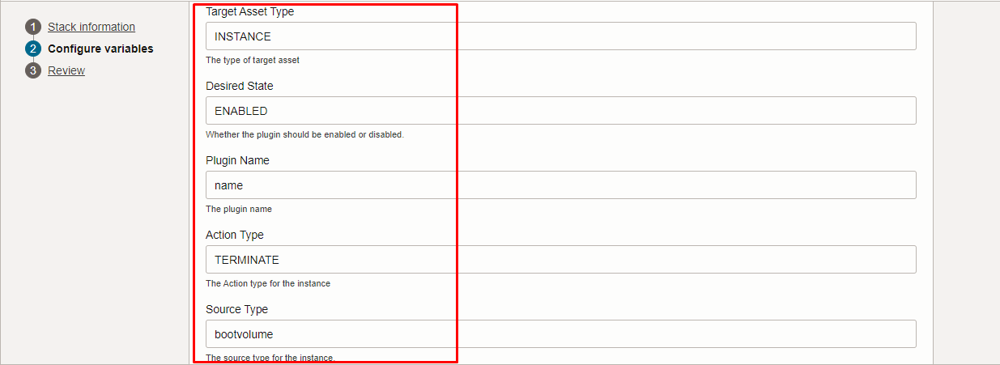 1 Stack information
2 Configure variables
3 Review
Target Asset Type
INSTANCE
The type of target asset
Desired State
ENABLED
Whether the plugin should be enabled or disabled.
Plugin Name
name
The plugin name
Action Type
TERMINATE
The Action type for the instance
Source Type
bootvolume
The source type for the instance.